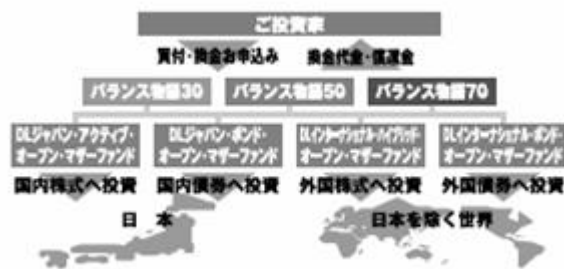 ご投資家
買付・換金お申込み 換金代金・償還金
バランス物語30 バランス物語50 バランス物語70
DLジャパン・アクティブ・ DLジャパン・ボンド・ DLインターナショナル・ハイブリッド・ DLインターナショナル・ボンド・
オープン・マザーファンド オープン・マザーファンド オープン・マザーファンド オープン・マザーファンド
国内株式へ投資 国内債券へ投資 外国株式へ投資 外国債券へ投資
日 本 日本を除く世界